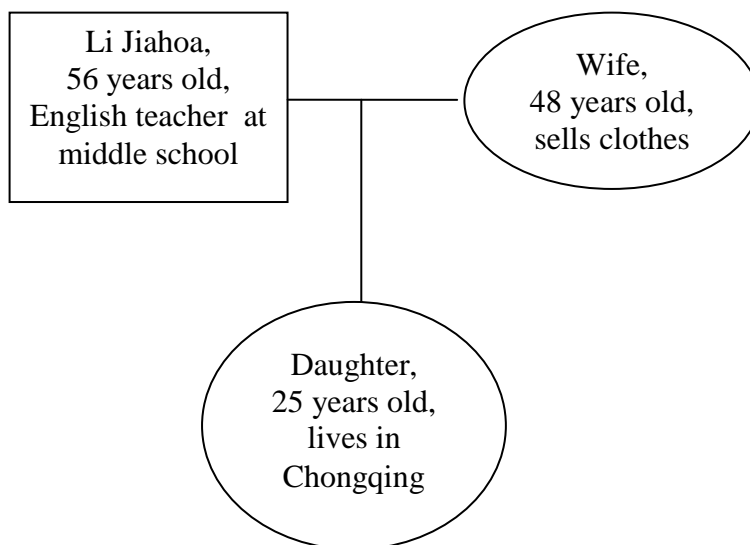 Li Jiahoa,
56 years old,
English teacher at
middle school
Wife,
48 years old,
sells clothes
Daughter,
25 years old,
lives in
Chongqing